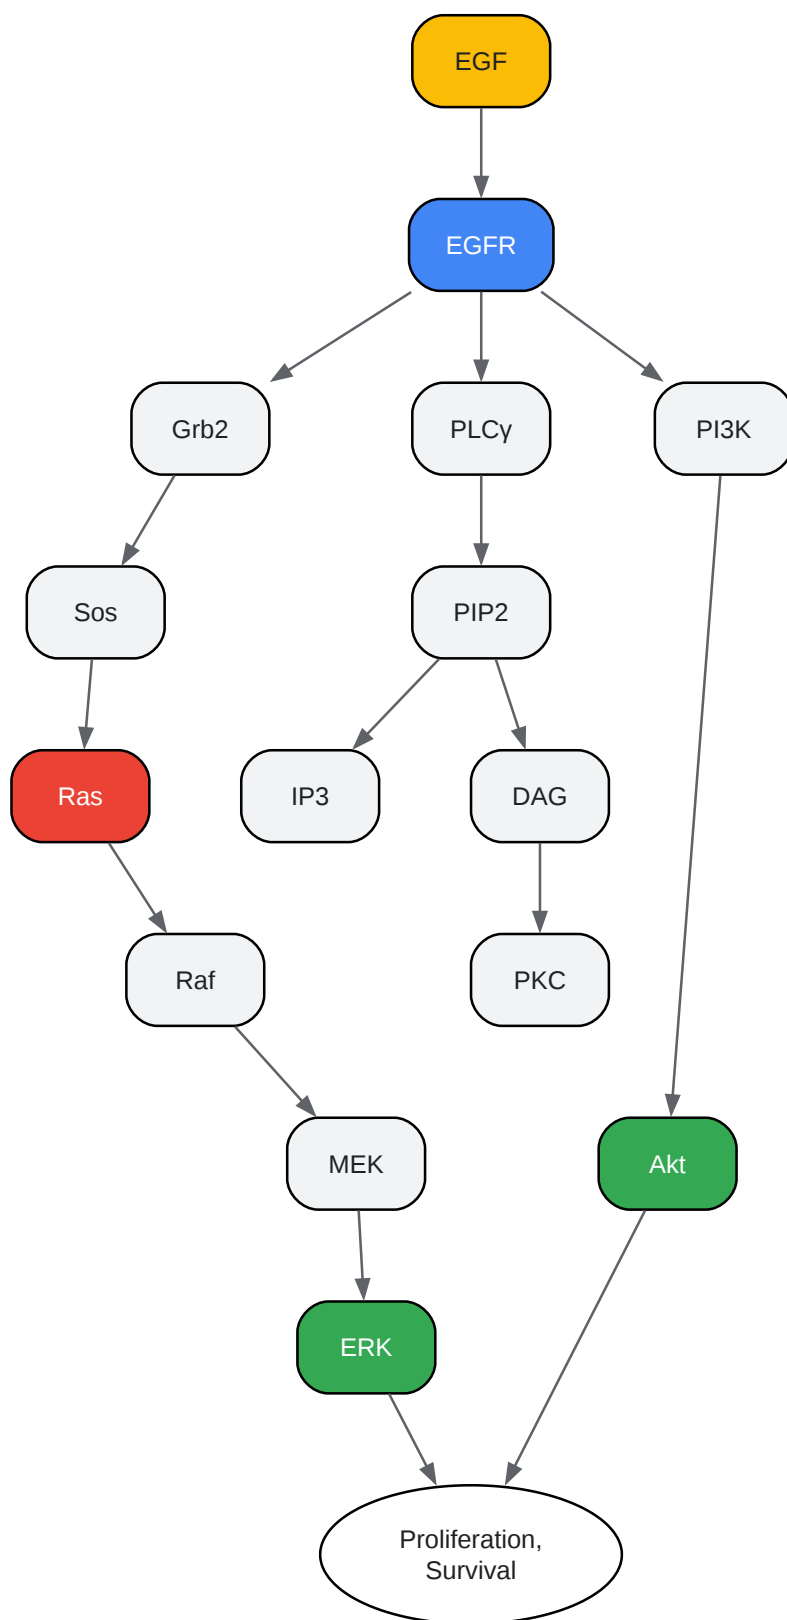 EGF
EGFR
Grb2
PLCγ
PI3K
Sos
PIP2
Ras
IP3
DAG
Raf
PKC
MEK
Akt
ERK
Proliferation,
Survival